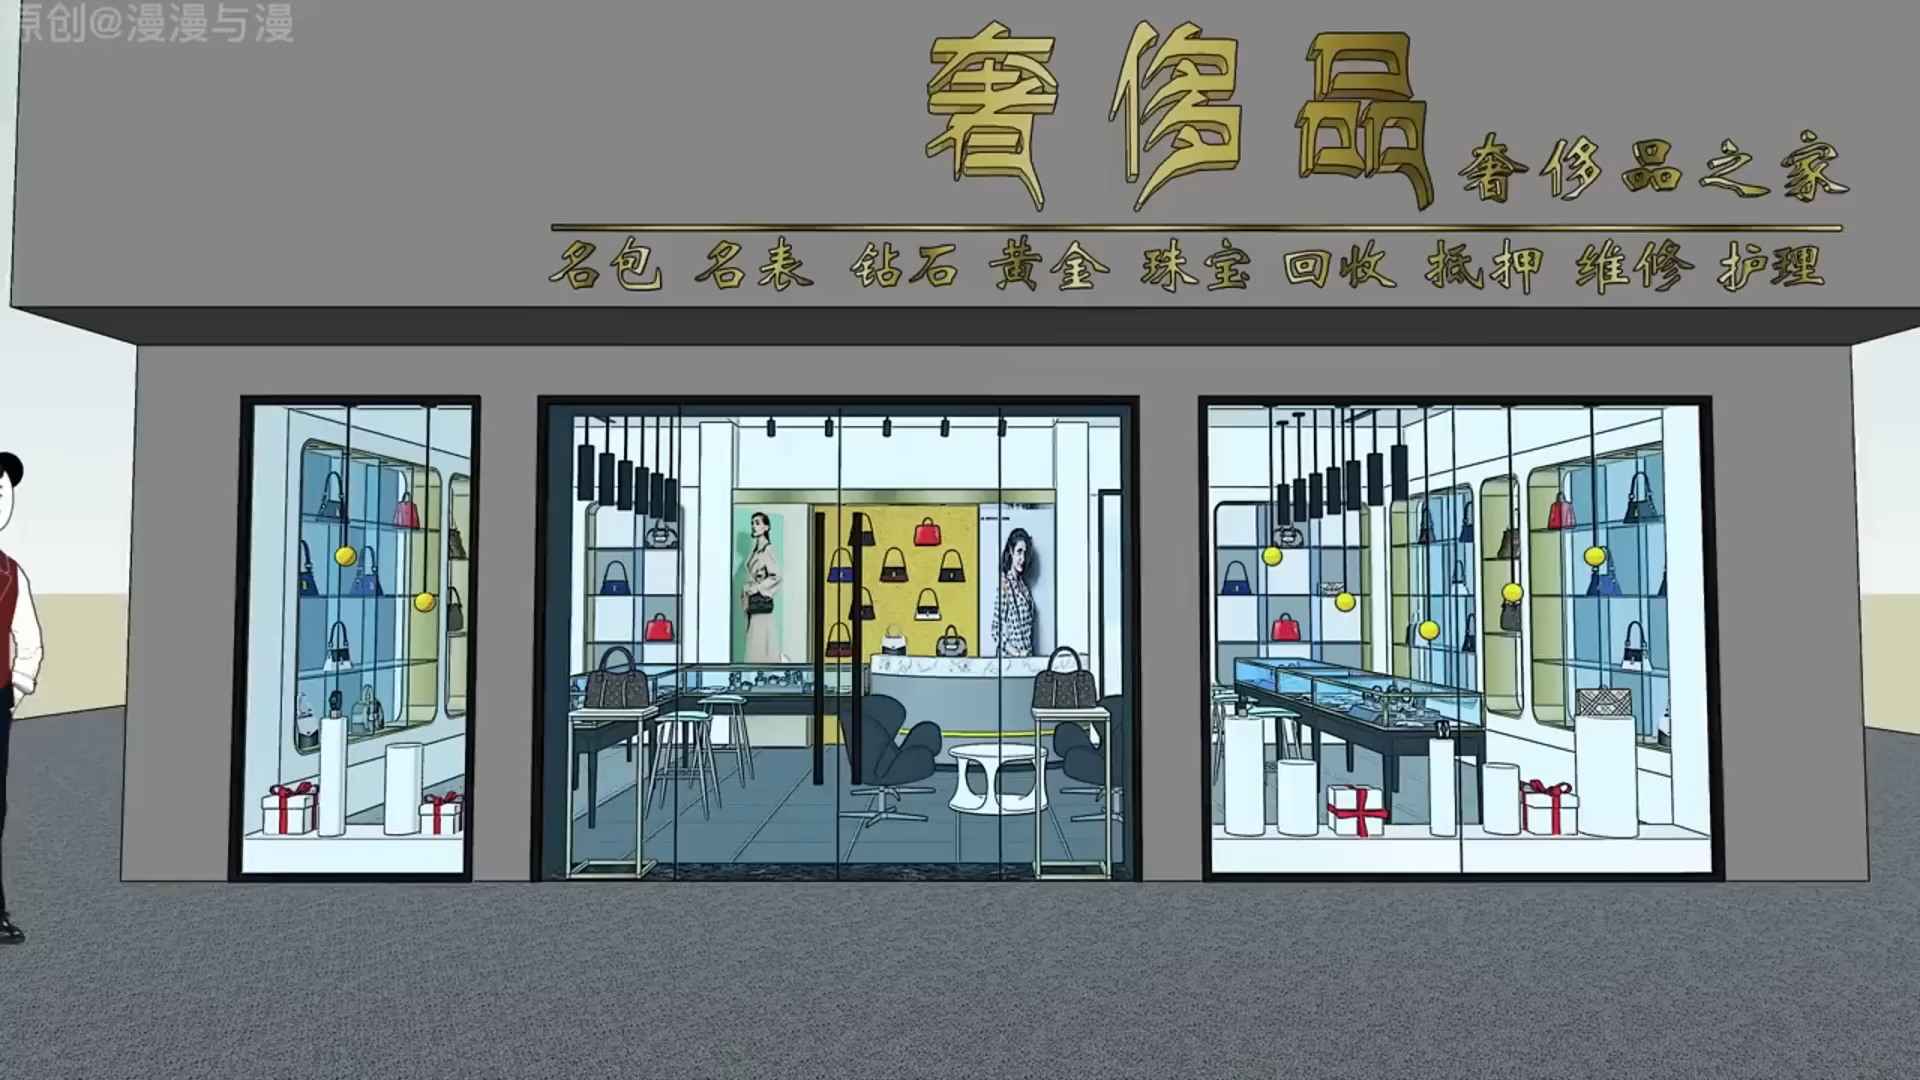 原创@漫漫与漫
奢侈品
奢侈品之家
名包 名表 钻石 黄金 珠宝 回收 抵押 维修 护理